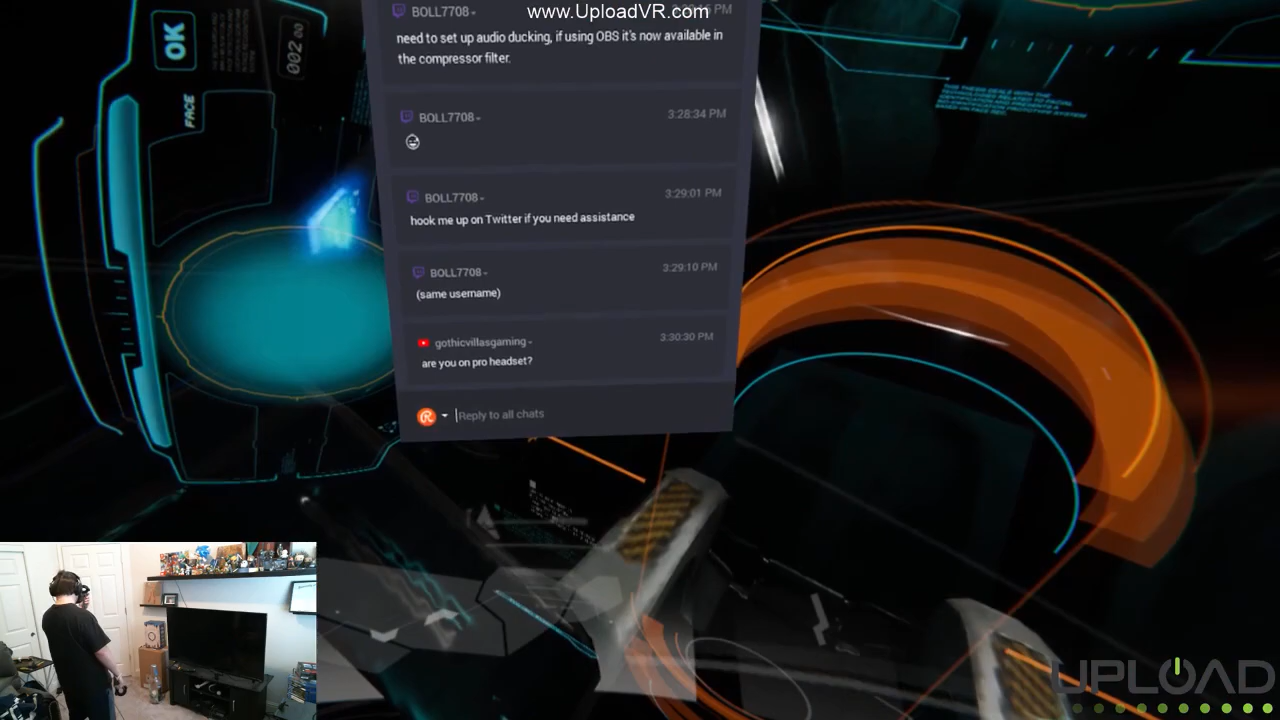 www.UploadVR.com
BOLL7708
need to set up audio ducking, if using OBS it's now available in
the compressor filter.
BOLL7708 3:28:34 PM
BOLL7708 3:29:01 PM
hook me up on Twitter if you need assistance
BOLL7708 3:29:10 PM
(same username)
gothicvillasgaming 3:30:30 PM
are you on pro headset?
Reply to all chats
OK
002 00
FACE
UPLOAD